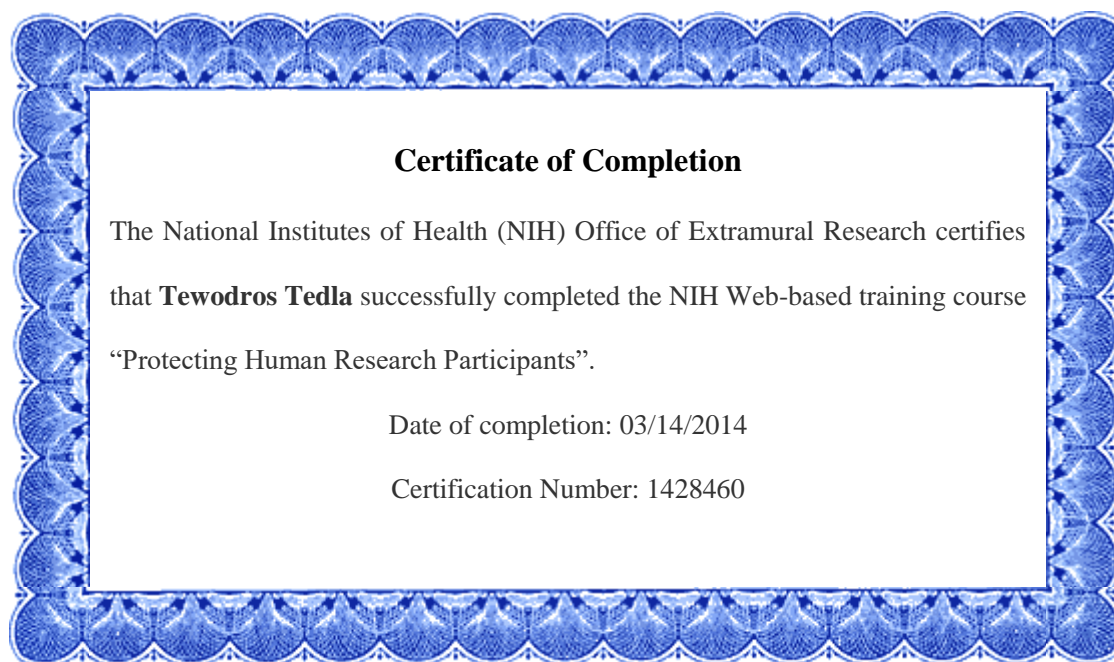 Certificate of Completion
The National Institutes of Health (NIH) Office of Extramural Research certifies
that Tewodros Tedla successfully completed the NIH Web-based training course
“Protecting Human Research Participants”.
Date of completion: 03/14/2014
Certification Number: 1428460